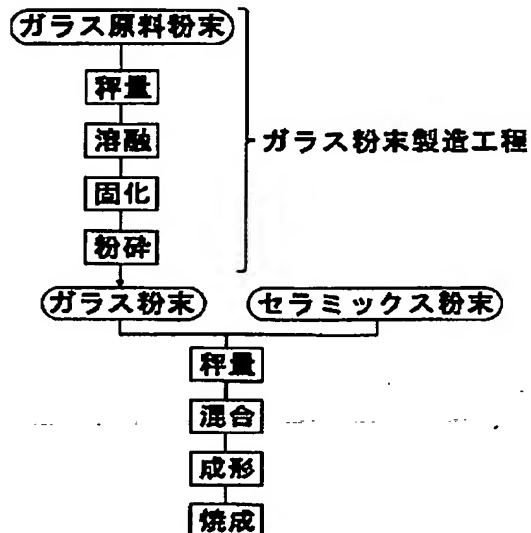 ガラス原料粉末
秤量
溶融
ガラス粉末製造工程
固化
粉砕
ガラス粉末
セラミックス粉末
秤量
混合
成形
焼成